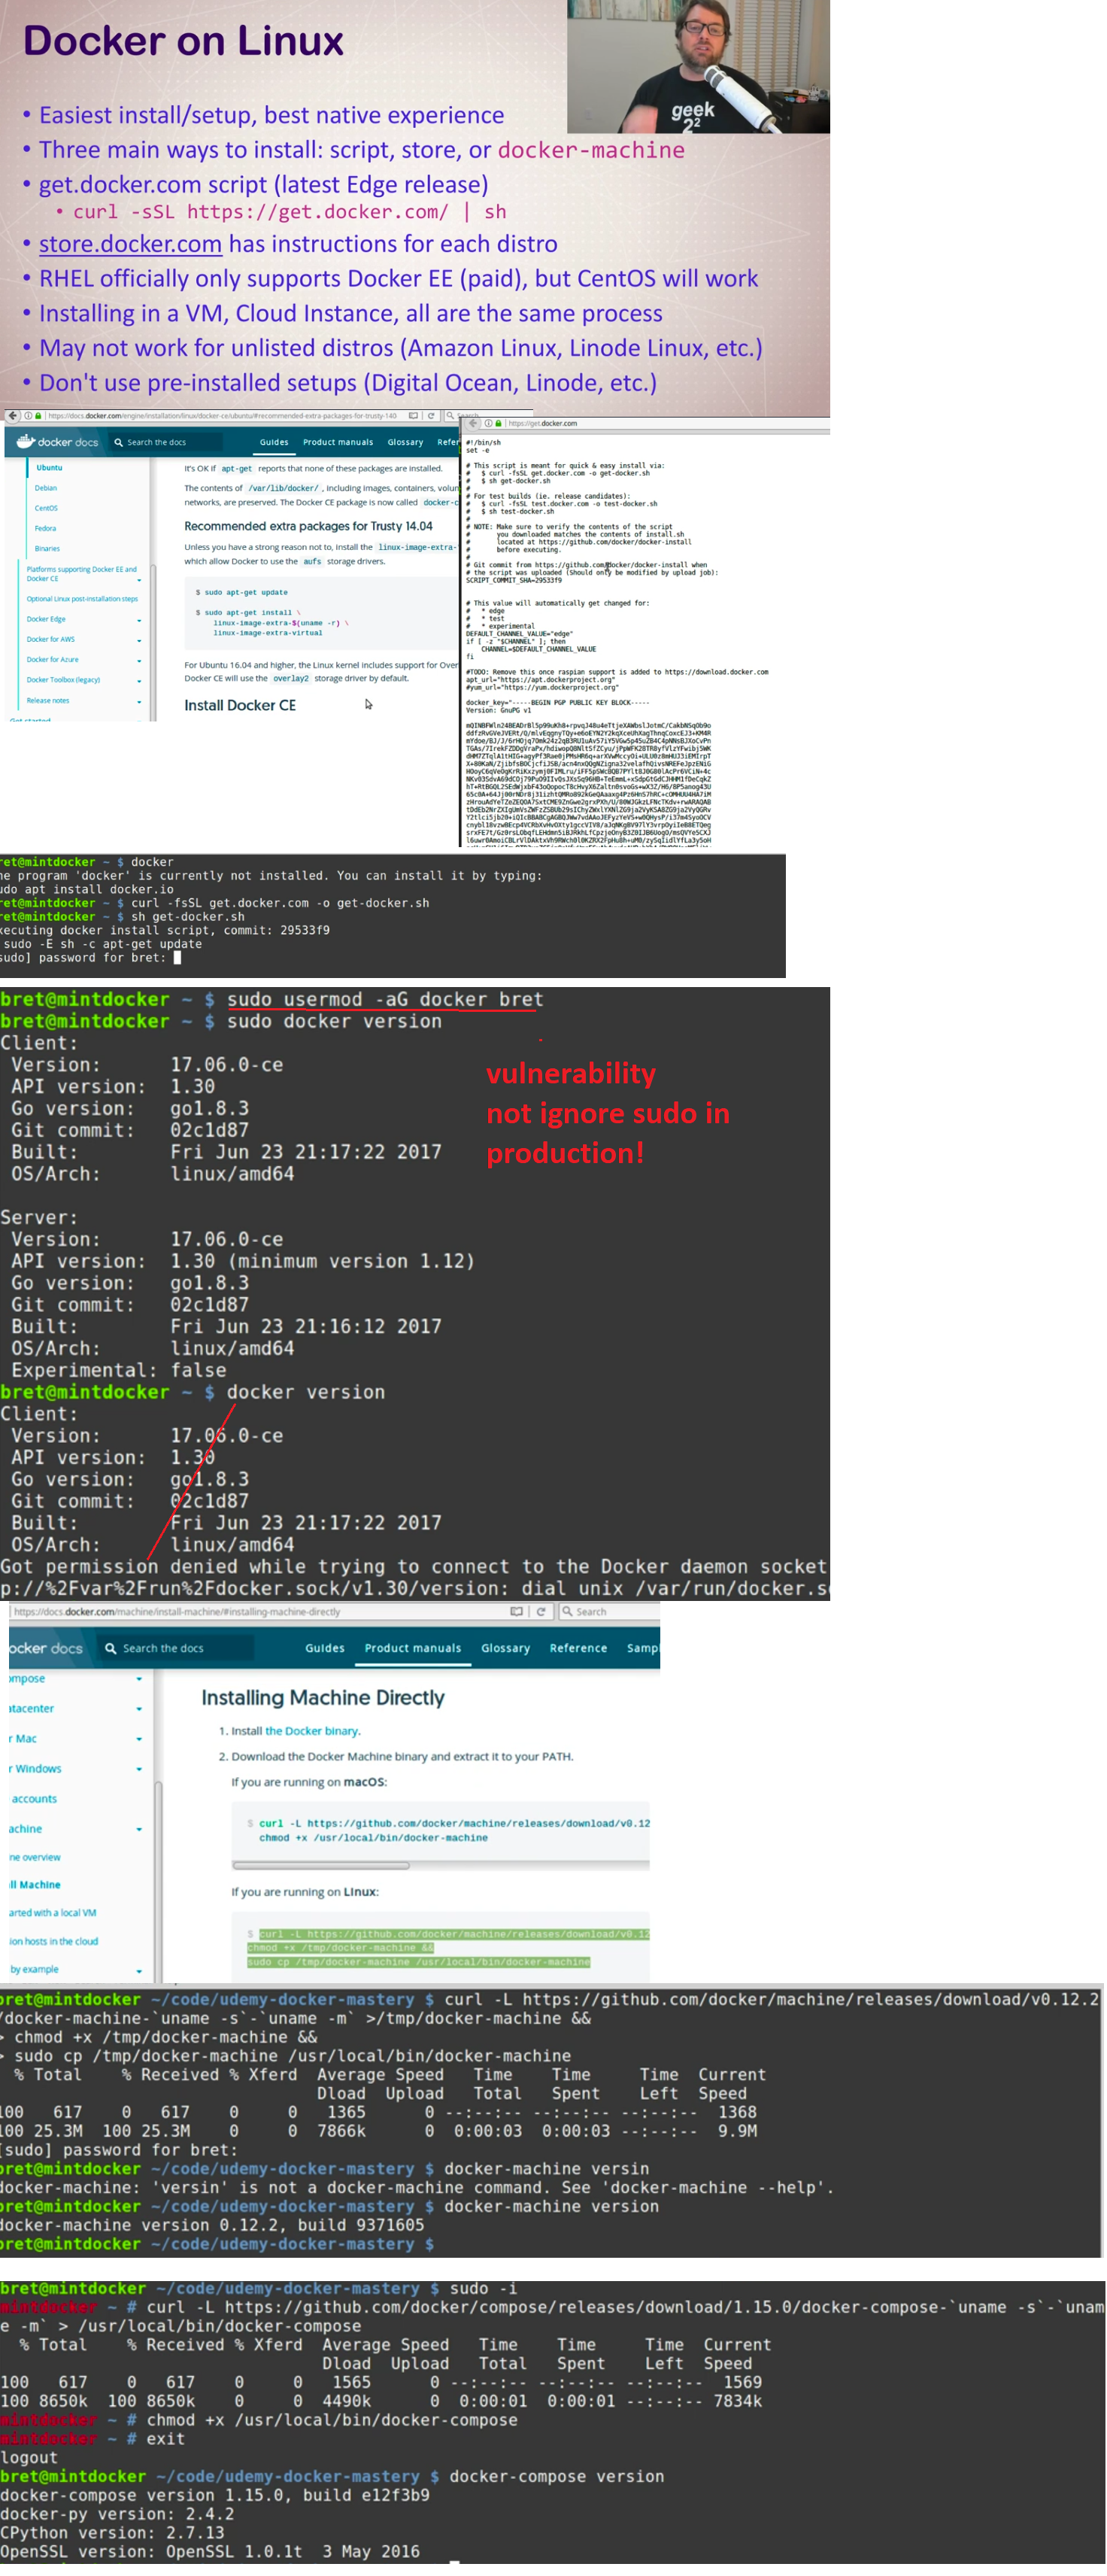 Docker on Linux
geek
2²
• Easiest install/setup, best native experience
• Three main ways to install: script, store, or docker-machine
• get.docker.com script (latest Edge release)
• curl -sSL https://get.docker.com/ | sh
• store.docker.com has instructions for each distro
• RHEL officially only supports Docker EE (paid), but CentOS will work
• Installing in a VM, Cloud Instance, all are the same process
• May not work for unlisted distros (Amazon Linux, Linode Linux, etc.)
• Don't use pre-installed setups (Digital Ocean, Linode, etc.)
https://docs.docker.com/engine/installation/linux/docker-ce/ubuntu/#recommended-extra-packages-for-trusty-140
Search
docker docs
Search the docs
Guides Product manuals Glossary Refer
Ubuntu
Debian
CentOS
Fedora
Binaries
Platforms supporting Docker EE and
Docker CE
Optional Linux post-installation steps
Docker Edge
Docker for AWS
Docker for Azure
Docker Toolbox (legacy)
Release notes
Get started
It's OK if apt-get reports that none of these packages are installed.
The contents of /var/lib/docker/ , including images, containers, volun
networks, are preserved. The Docker CE package is now called docker-c
Recommended extra packages for Trusty 14.04
Unless you have a strong reason not to, install the linux-image-extra-
which allow Docker to use the aufs storage drivers.
$ sudo apt-get update
$ sudo apt-get install \
linux-image-extra-$(uname -r) \
linux-image-extra-virtual
For Ubuntu 16.04 and higher, the Linux kernel includes support for Over
Docker CE will use the overlay2 storage driver by default.
Install Docker CE
https://get.docker.com
#!/bin/sh
set -e
# This script is meant for quick & easy install via:
# $ curl -fsSL get.docker.com -o get-docker.sh
# $ sh get-docker.sh
#
# For test builds (ie. release candidates):
# $ curl -fsSL test.docker.com -o test-docker.sh
# $ sh test-docker.sh
#
# NOTE: Make sure to verify the contents of the script
# you downloaded matches the contents of install.sh
# located at https://github.com/docker/docker-install
# before executing.
#
# Git commit from https://github.com/docker/docker-install when
# the script was uploaded (Should only be modified by upload job):
SCRIPT_COMMIT_SHA=29533f9
# This value will automatically get changed for:
# * edge
# * test
# * experimental
DEFAULT_CHANNEL_VALUE="edge"
if [ -z "$CHANNEL" ]; then
CHANNEL=$DEFAULT_CHANNEL_VALUE
fi
#TODO: Remove this once raspian support is added to https://download.docker.com
apt_url="https://apt.dockerproject.org"
#yum_url="https://yum.dockerproject.org"
docker_key="-----BEGIN PGP PUBLIC KEY BLOCK-----
Version: GnuPG v1
ret@mintdocker ~ $ docker
he program 'docker' is currently not installed. You can install it by typing:
udo apt install docker.io
ret@mintdocker ~ $ curl -fsSL get.docker.com -o get-docker.sh
ret@mintdocker ~ $ sh get-docker.sh
xecuting docker install script, commit: 29533f9
sudo -E sh -c apt-get update
sudo] password for bret:
bret@mintdocker ~ $ sudo usermod -aG docker bret
bret@mintdocker ~ $ sudo docker version
Client:
Version: 17.06.0-ce
API version: 1.30
Go version: go1.8.3
Git commit: 02c1d87
Built: Fri Jun 23 21:17:22 2017
OS/Arch: linux/amd64
vulnerability
not ignore sudo in
production!
Server:
Version: 17.06.0-ce
API version: 1.30 (minimum version 1.12)
Go version: go1.8.3
Git commit: 02c1d87
Built: Fri Jun 23 21:16:12 2017
OS/Arch: linux/amd64
Experimental: false
bret@mintdocker ~ $ docker version
Client:
Version: 17.06.0-ce
API version: 1.30
Go version: go1.8.3
Git commit: 02c1d87
Built: Fri Jun 23 21:17:22 2017
OS/Arch: linux/amd64
Got permission denied while trying to connect to the Docker daemon socket
p://%2Fvar%2Frun%2Fdocker.sock/v1.30/version: dial unix /var/run/docker.s
https://docs.docker.com/machine/install-machine/#installing-machine-directly
Search
ocker docs
Search the docs
Guides Product manuals Glossary Reference Samp
ompose
atacenter
r Mac
r Windows
accounts
achine
ne overview
ll Machine
arted with a local VM
ion hosts in the cloud
by example
Installing Machine Directly
1. Install the Docker binary.
2. Download the Docker Machine binary and extract it to your PATH.
If you are running on macOS:
$ curl -L https://github.com/docker/machine/releases/download/v0.12
chmod +x /usr/local/bin/docker-machine
If you are running on Linux:
$ curl -L https://github.com/docker/machine/releases/download/v0.12
chmod +x /tmp/docker-machine &&
sudo cp /tmp/docker-machine /usr/local/bin/docker-machine
bret@mintdocker ~/code/udemy-docker-mastery $ curl -L https://github.com/docker/machine/releases/download/v0.12.2
/docker-machine-`uname -s`-`uname -m` >/tmp/docker-machine &&
> chmod +x /tmp/docker-machine &&
> sudo cp /tmp/docker-machine /usr/local/bin/docker-machine
% Total % Received % Xferd Average Speed Time Time Time Current
Dload Upload Total Spent Left Speed
100 617 0 617 0 0 1365 0 --:--:-- --:--:-- --:--:-- 1368
100 25.3M 100 25.3M 0 0 7866k 0 0:00:03 0:00:03 --:--:-- 9.9M
[sudo] password for bret:
bret@mintdocker ~/code/udemy-docker-mastery $ docker-machine versin
docker-machine: 'versin' is not a docker-machine command. See 'docker-machine --help'.
bret@mintdocker ~/code/udemy-docker-mastery $ docker-machine version
docker-machine version 0.12.2, build 9371605
bret@mintdocker ~/code/udemy-docker-mastery $
bret@mintdocker ~/code/udemy-docker-mastery $ sudo -i
mintdocker ~ # curl -L https://github.com/docker/compose/releases/download/1.15.0/docker-compose-`uname -s`-`unam
e -m` > /usr/local/bin/docker-compose
% Total % Received % Xferd Average Speed Time Time Time Current
Dload Upload Total Spent Left Speed
100 617 0 617 0 0 1565 0 --:--:-- --:--:-- --:--:-- 1569
100 8650k 100 8650k 0 0 4490k 0 0:00:01 0:00:01 --:--:-- 7834k
mintdocker ~ # chmod +x /usr/local/bin/docker-compose
mintdocker ~ # exit
logout
bret@mintdocker ~/code/udemy-docker-mastery $ docker-compose version
docker-compose version 1.15.0, build e12f3b9
docker-py version: 2.4.2
CPython version: 2.7.13
OpenSSL version: OpenSSL 1.0.1t 3 May 2016